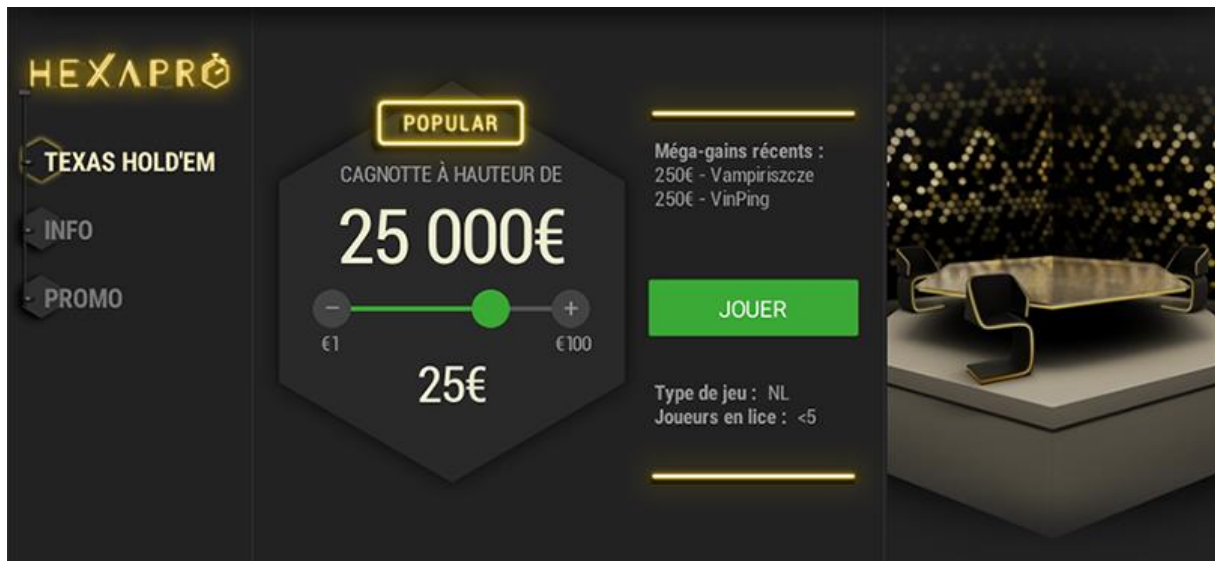 HEXAPRO
TEXAS HOLD'EM
INFO
PROMO
POPULAR
CAGNOTTE À HAUTEUR DE
25 000€
€1
€100
25€
Méga-gains récents :
250€ - Vampiriszcze
250€ - VinPing
JOUER
Type de jeu : NL
Joueurs en lice : <5